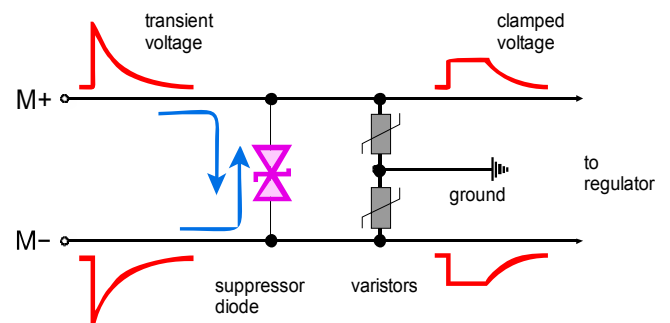 transient
voltage
clamped
voltage
M+
to
regulator
ground
M−
suppressor
diode
varistors